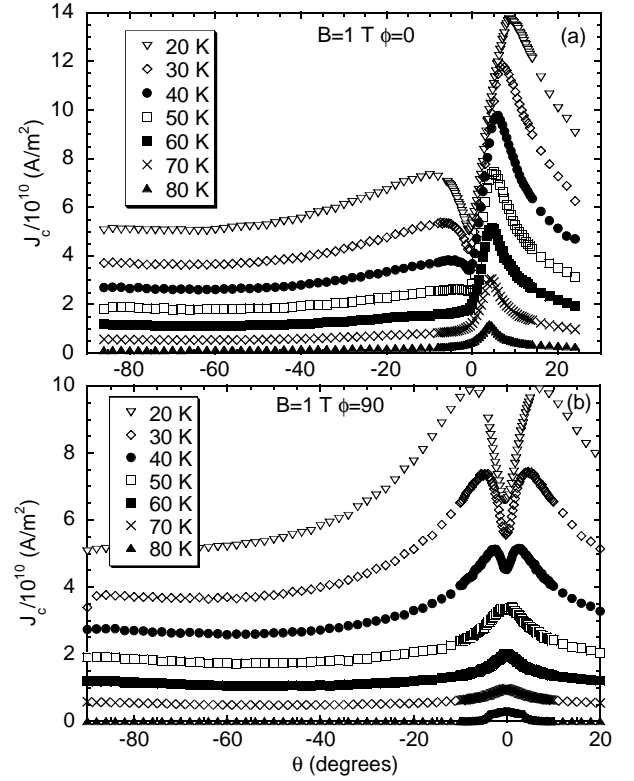 B=1 T ϕ=0
(a)
20 K
30 K
40 K
50 K
60 K
70 K
80 K
J_c/10^10 (A/m^2)
14
12
10
8
6
4
2
0
-80 -60 -40 -20 0 20
B=1 T ϕ=90
(b)
20 K
30 K
40 K
50 K
60 K
70 K
80 K
J_c/10^10 (A/m^2)
10
8
6
4
2
0
-80 -60 -40 -20 0 20
θ (degrees)